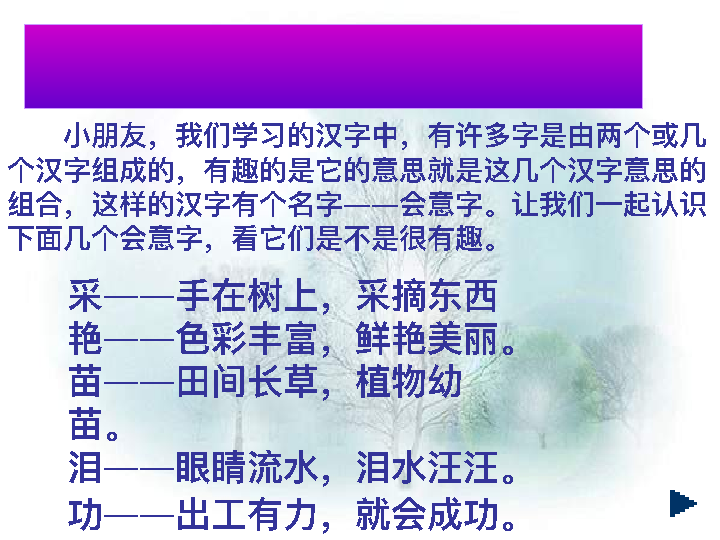 小朋友，我们学习的汉字中，有许多字是由两个或几
个汉字组成的，有趣的是它的意思就是这几个汉字意思的
组合，这样的汉字有个名字——会意字。让我们一起认识
下面几个会意字，看它们是不是很有趣。
采——手在树上，采摘东西
艳——色彩丰富，鲜艳美丽。
苗——田间长草，植物幼
苗。
泪——眼睛流水，泪水汪汪。
功——出工有力，就会成功。